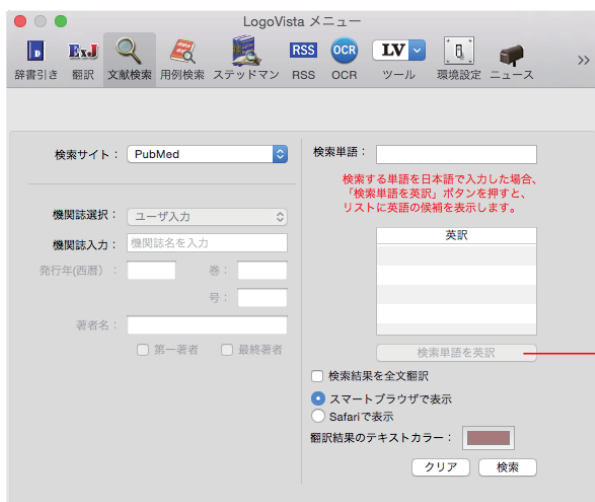 LogoVista メニュー
ExJ RSS OCR LV
辞書引き 翻訳 文献検索 用例検索 ステッドマン RSS OCR ツール 環境設定 ニュース
検索サイト： PubMed
検索単語：
検索する単語を日本語で入力した場合、
「検索単語を英訳」ボタンを押すと、
リストに英語の候補を表示します。
機関誌選択： ユーザ入力
英訳
機関誌入力： 機関誌名を入力
発行年(西暦)： 巻：
号：
著者名：
第一著者 最終著者
検索単語を英訳
検索結果を全文翻訳
スマートブラウザで表示
Safariで表示
翻訳結果のテキストカラー：
クリア 検索